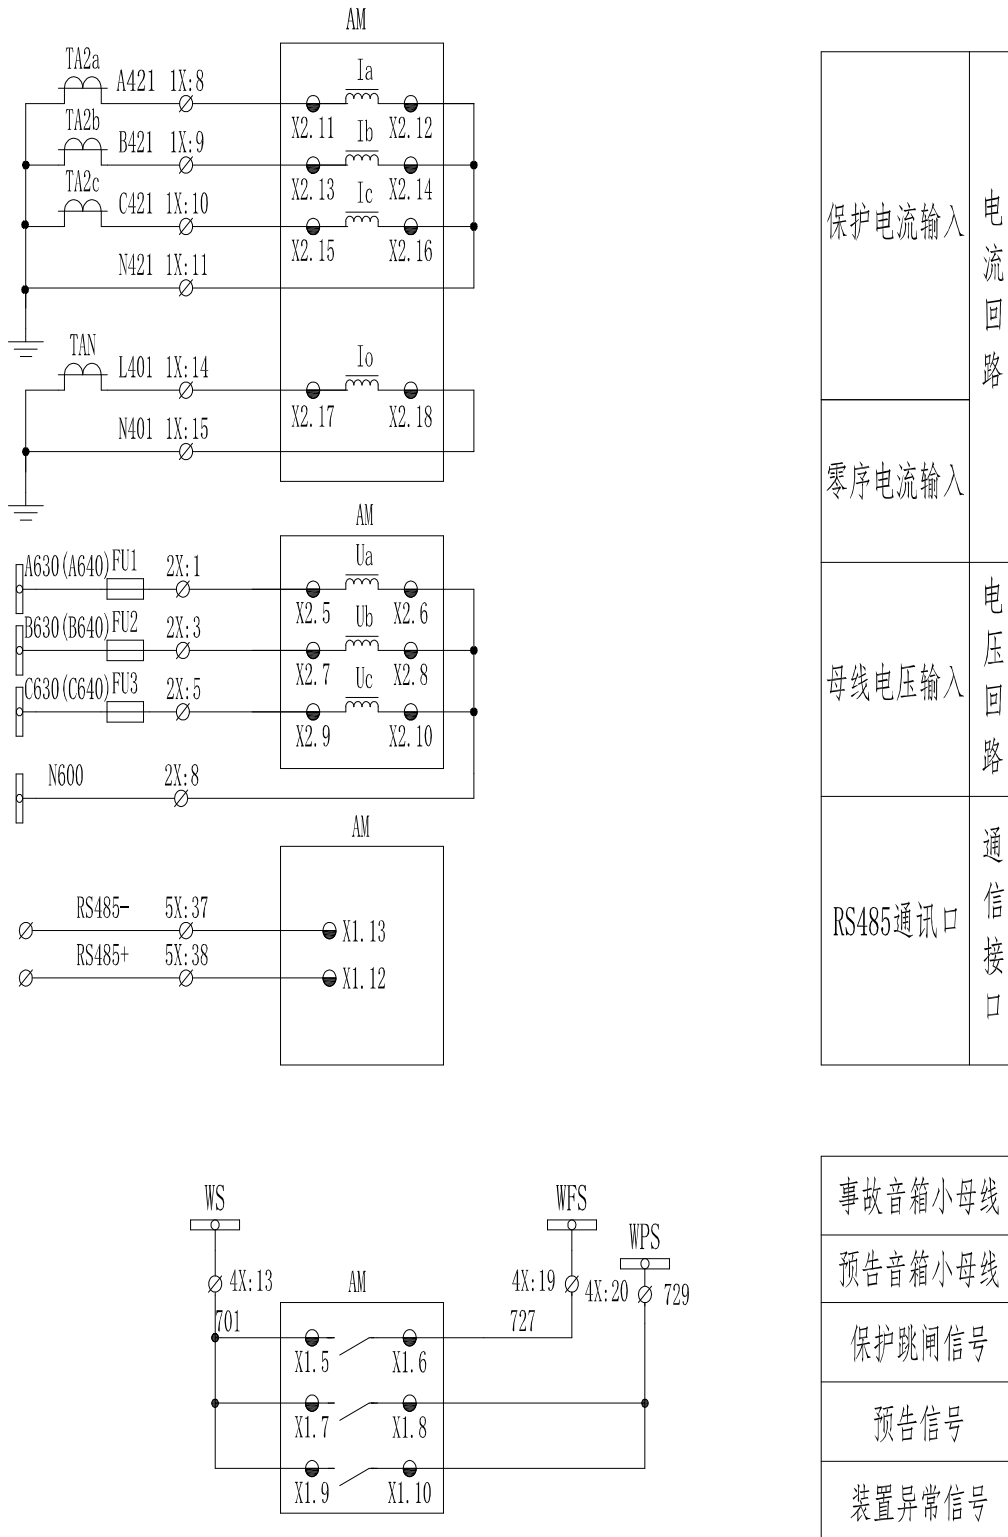 AM
TA2a A421 1X:8 Ia
X2.11 X2.12
TA2b B421 1X:9 Ib
X2.13 X2.14
TA2c C421 1X:10 Ic
X2.15 X2.16
N421 1X:11
TAN L401 1X:14 Io
X2.17 X2.18
N401 1X:15
AM
A630(A640) FU1 2X:1 Ua
X2.5 X2.6
B630(B640) FU2 2X:3 Ub
X2.7 X2.8
C630(C640) FU3 2X:5 Uc
X2.9 X2.10
N600 2X:8
AM
RS485- 5X:37 X1.13
RS485+ 5X:38 X1.12
保护电流输入
零序电流输入
电流回路
母线电压输入
电压回路
RS485通讯口
通信接口
WS WFS
WPS
4X:13 AM 4X:19 4X:20 729
701 727
X1.5 X1.6
X1.7 X1.8
X1.9 X1.10
事故音箱小母线
预告音箱小母线
保护跳闸信号
预告信号
装置异常信号